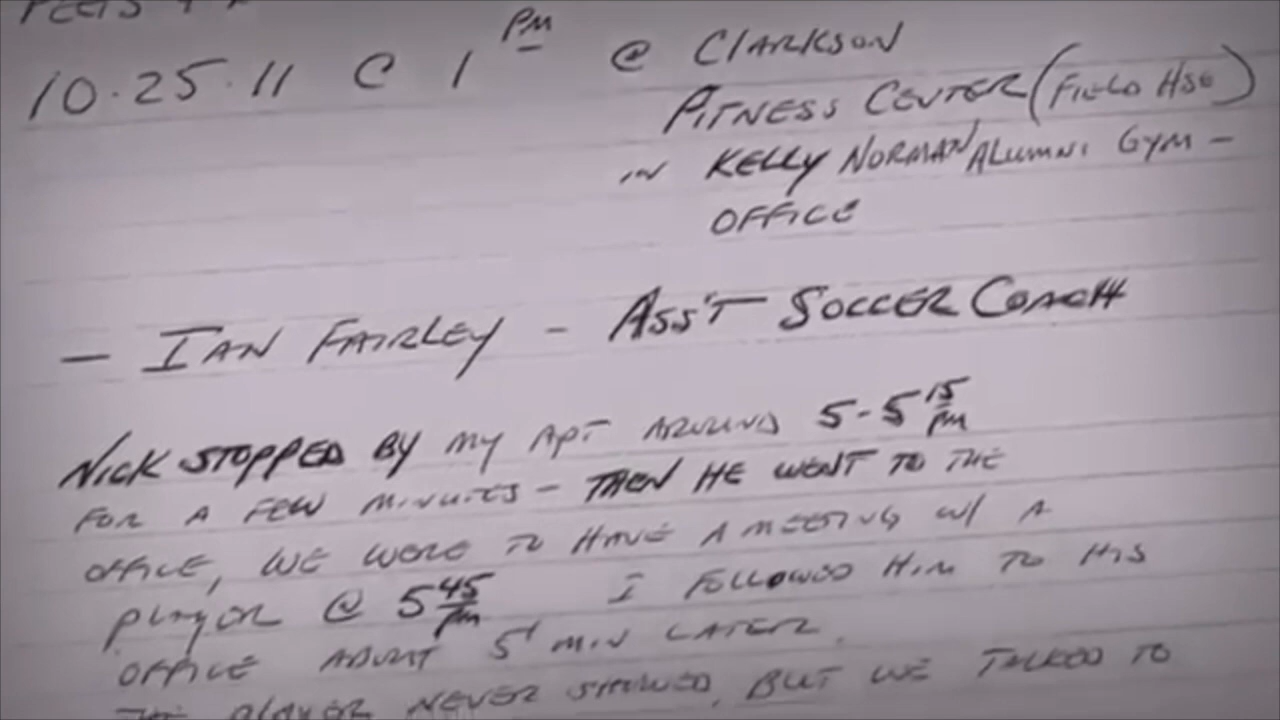 10.25.11 @ 1 PM @ CLARKSON
FITNESS CENTER (FIELD HSE)
IN KELLY NORMAN ALUMNI GYM -
OFFICE
- IAN FAIRLEY - ASS'T SOCCER COACH
NICK STOPPED BY MY APT AROUND 5-5 15 PM
FOR A FEW MINUTES - THEN HE WENT TO THE
OFFICE, WE WERE TO HAVE A MEETING W/ A
PLAYER @ 5 45 PM I FOLLOWED HIM TO HIS
OFFICE ABOUT 5 MIN LATER.
THE PLAYER NEVER SHOWED, BUT WE TALKED TO